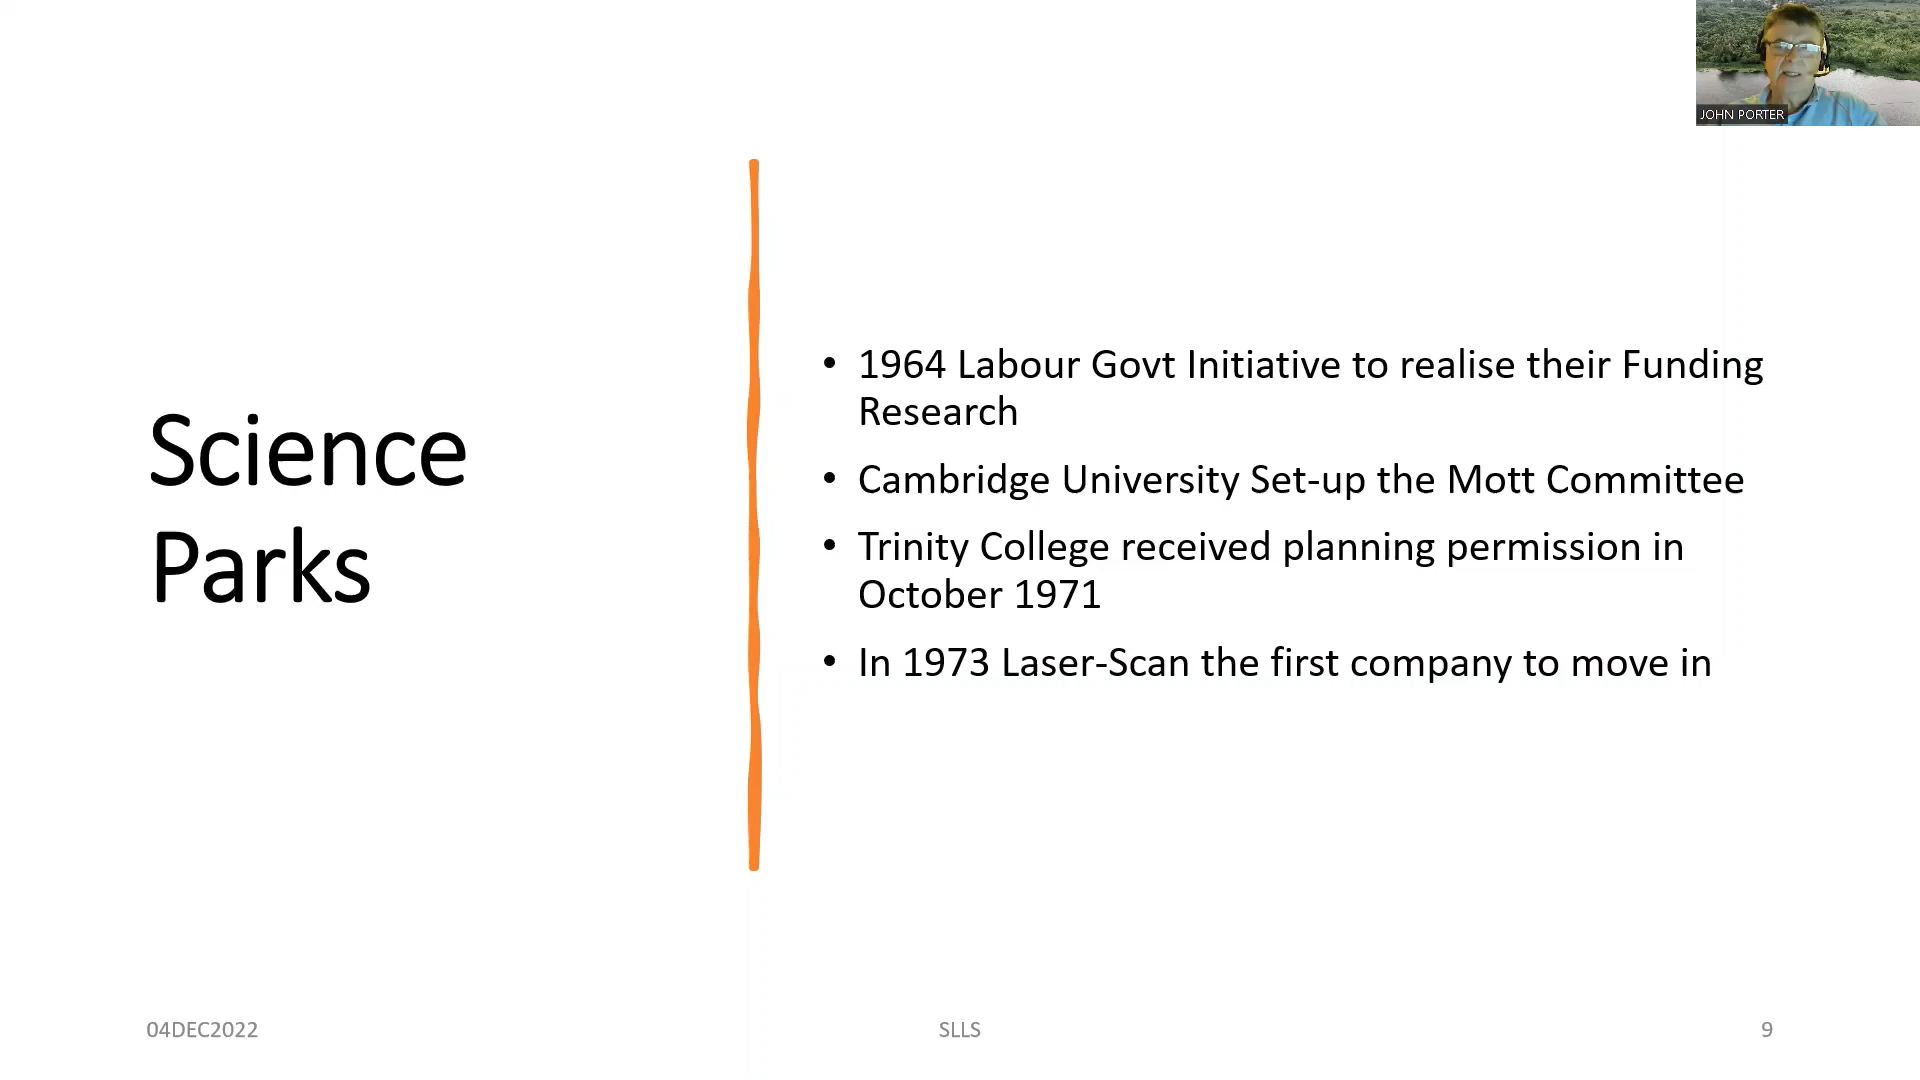 JOHN PORTER
Science
Parks
• 1964 Labour Govt Initiative to realise their Funding
Research
• Cambridge University Set-up the Mott Committee
• Trinity College received planning permission in
October 1971
• In 1973 Laser-Scan the first company to move in
04DEC2022
SLLS
9